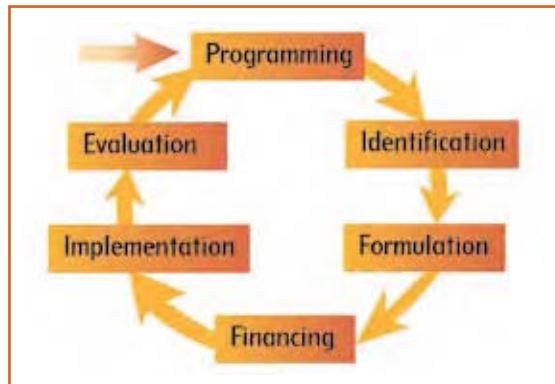 Programming
Identification
Formulation
Financing
Implementation
Evaluation